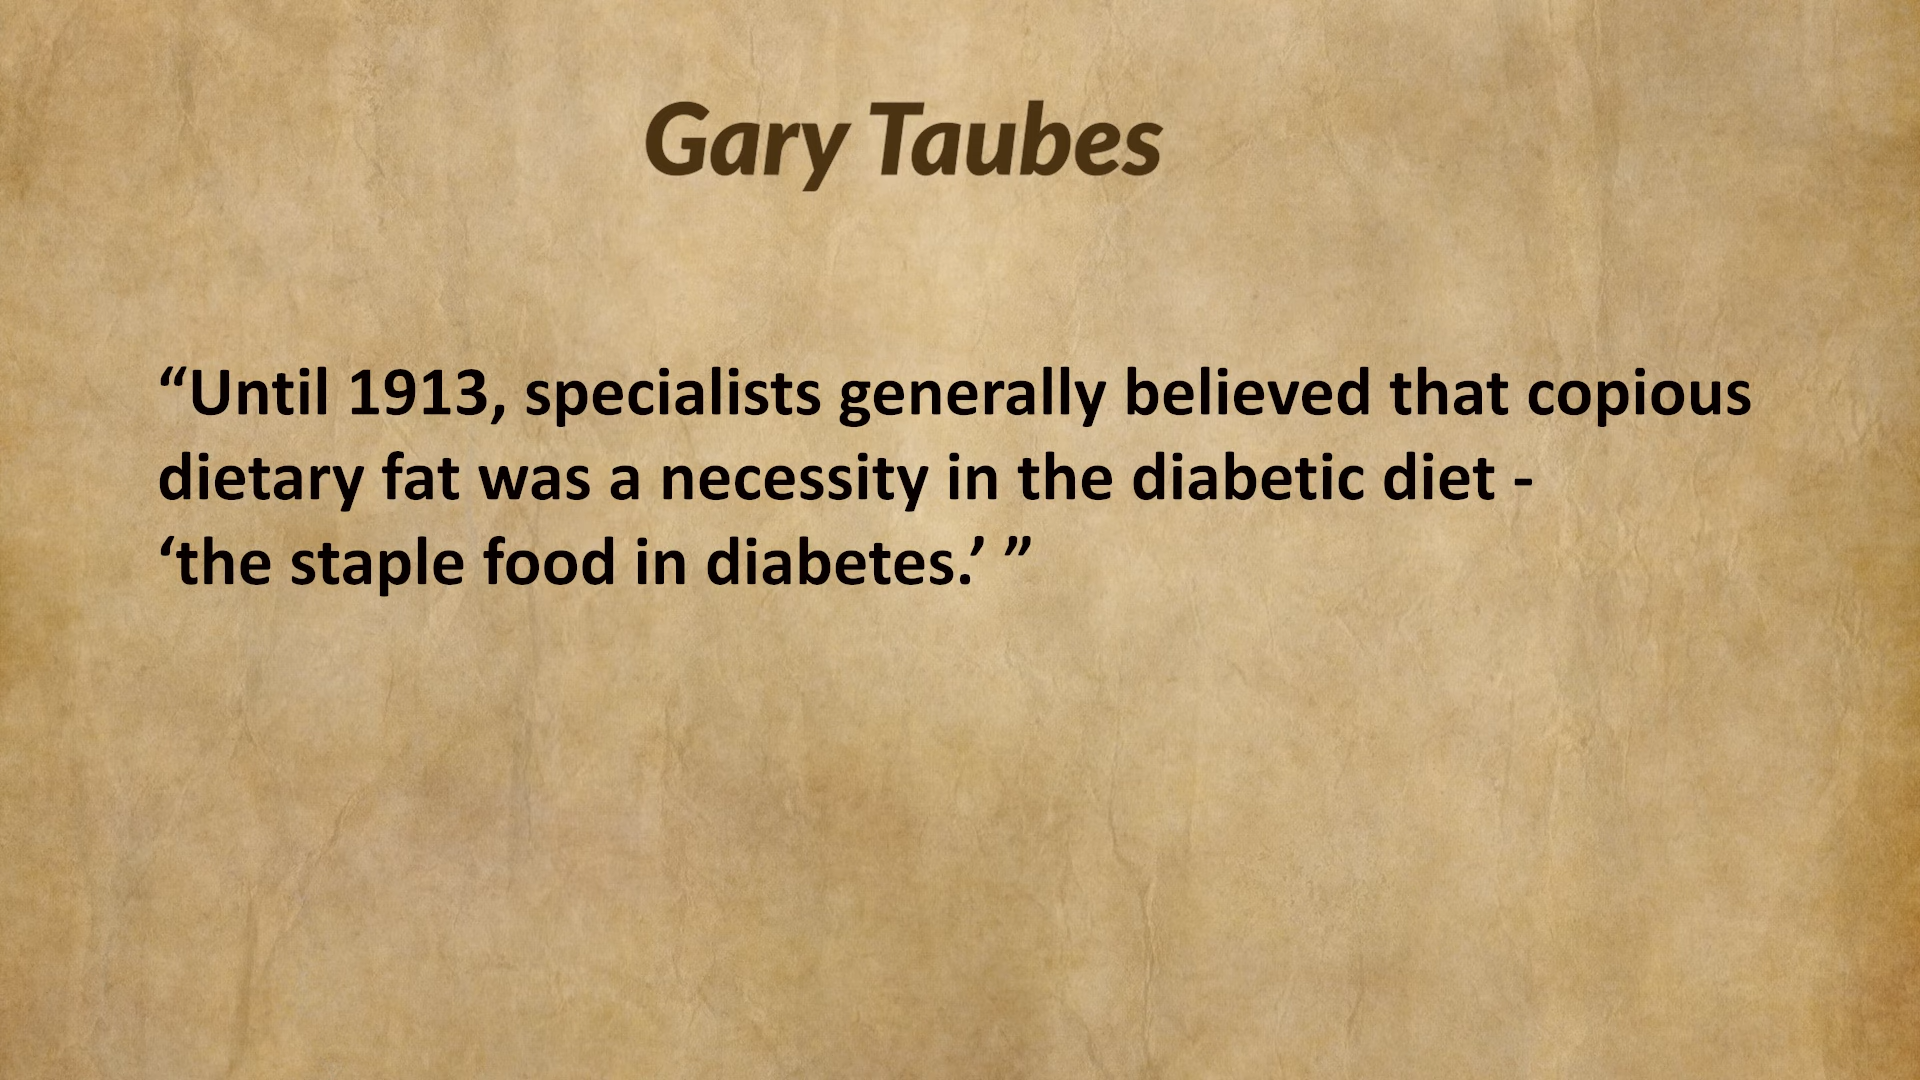 Gary Taubes
“Until 1913, specialists generally believed that copious
dietary fat was a necessity in the diabetic diet -
‘the staple food in diabetes.’ ”